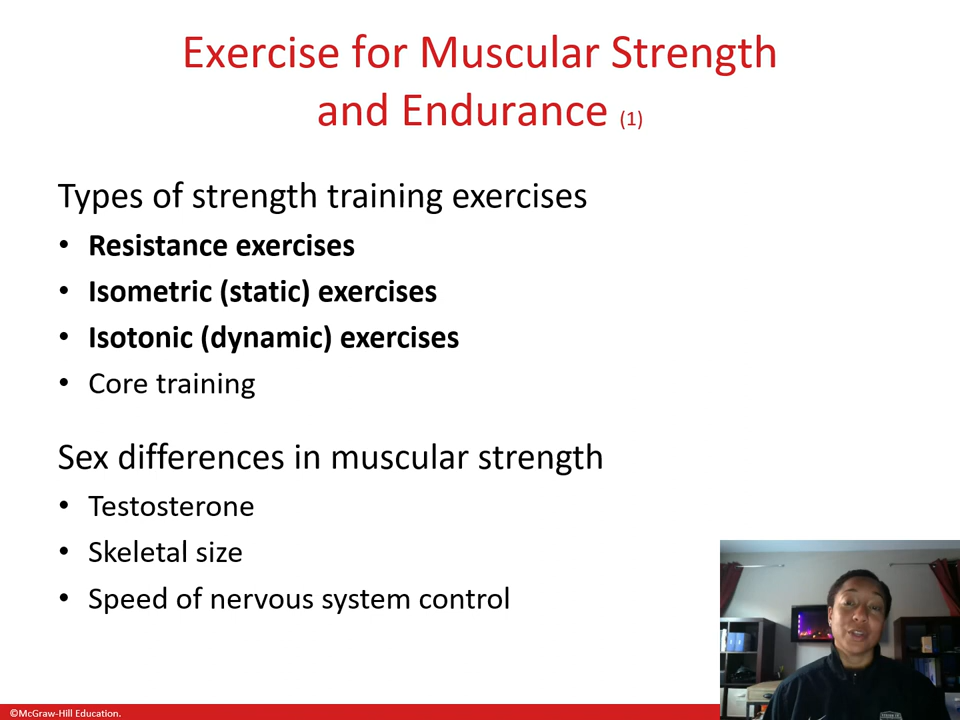 Exercise for Muscular Strength
and Endurance (1)
Types of strength training exercises
• Resistance exercises
• Isometric (static) exercises
• Isotonic (dynamic) exercises
• Core training
Sex differences in muscular strength
• Testosterone
• Skeletal size
• Speed of nervous system control
©McGraw-Hill Education.